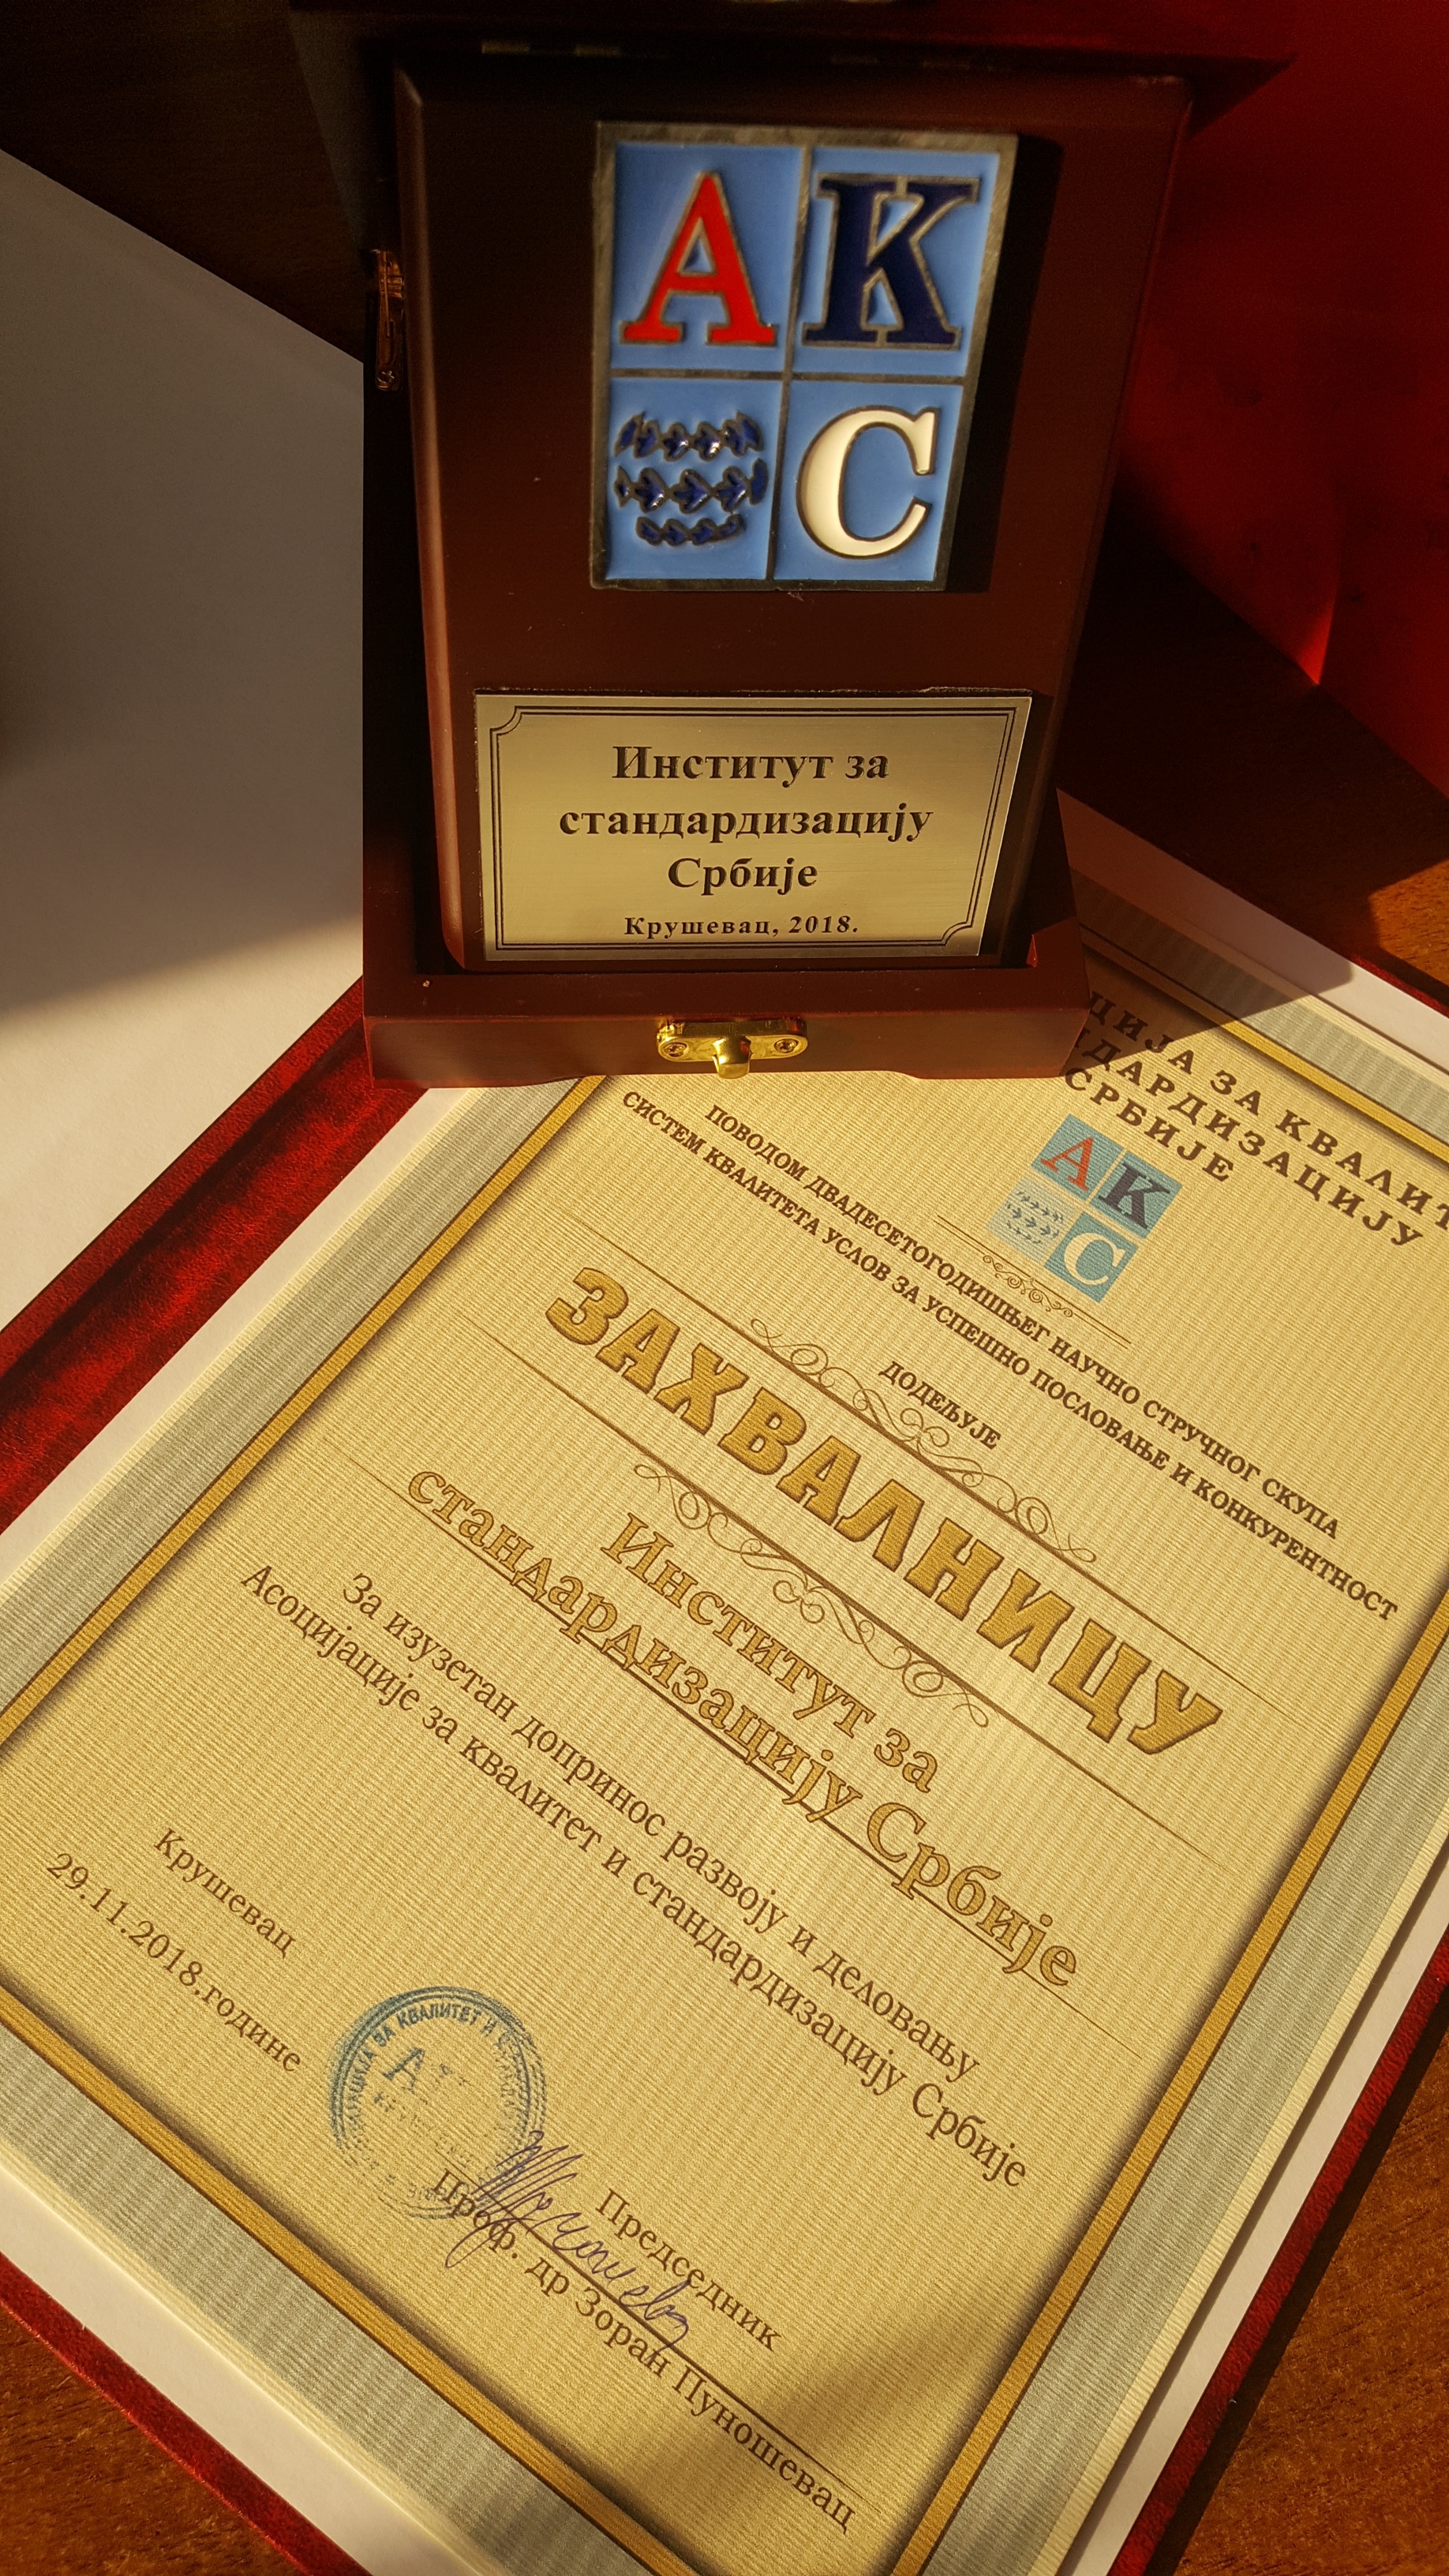 А К
С
Институт за
стандардизацију
Србије
Крушевац, 2018.
ЦИЈА ЗА КВАЛИТ
ДАРДИЗАЦИЈУ
СРБИЈЕ
А К
С
ПОВОДОМ ДВАДЕСЕТОГОДИШЊЕГ НАУЧНО СТРУЧНОГ СКУПА
СИСТЕМ КВАЛИТЕТА УСЛОВ ЗА УСПЕШНО ПОСЛОВАЊЕ И КОНКУРЕНТНОСТ
ДОДЕЉУЈЕ
ЗАХВАЛНИЦУ
Институт за
стандардизацију Србије
За изузетан допринос развоју и деловању
Асоцијације за квалитет и стандардизацију Србије
Крушевац
29.11.2018.године
ЗА КВАЛИТЕТ И
Председник
Проф. др Зоран Пуношевац